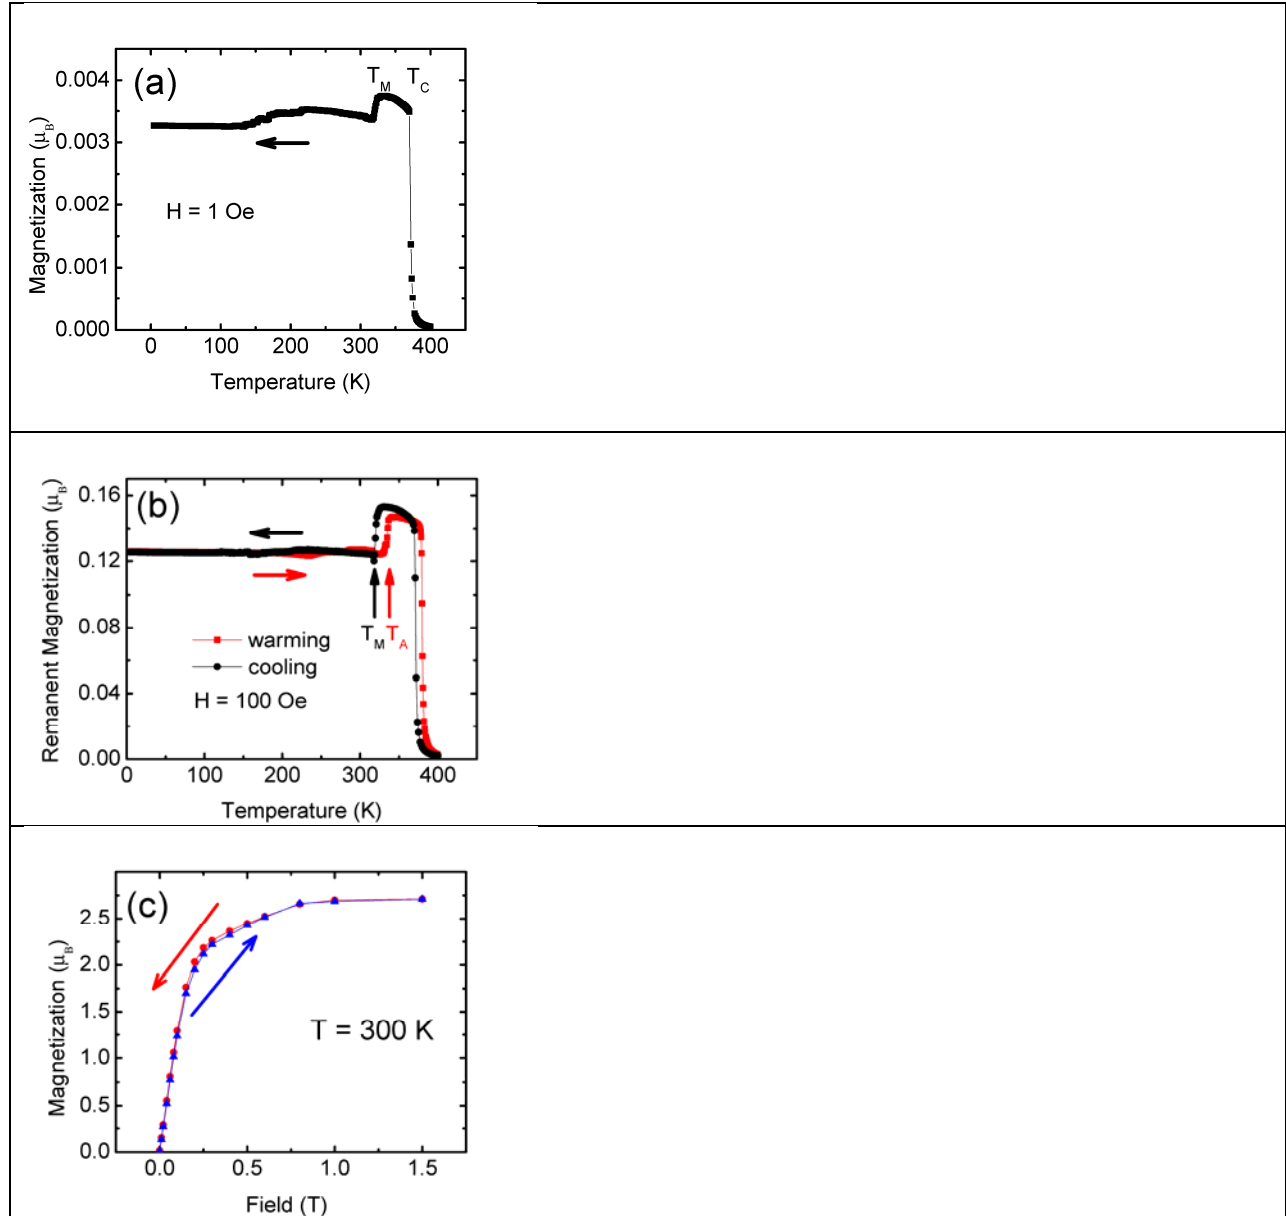 (a)
T_M T_C
0.004
0.003
0.002
0.001
0.000
Magnetization (μ_B)
H = 1 Oe
0 100 200 300 400
Temperature (K)
(b)
0.16
0.12
0.08
0.04
0.00
Remanent Magnetization (μ_B)
T_M T_A
warming
cooling
H = 100 Oe
0 100 200 300 400
Temperature (K)
(c)
2.5
2.0
1.5
1.0
0.5
0.0
Magnetization (μ_B)
T = 300 K
0.0 0.5 1.0 1.5
Field (T)